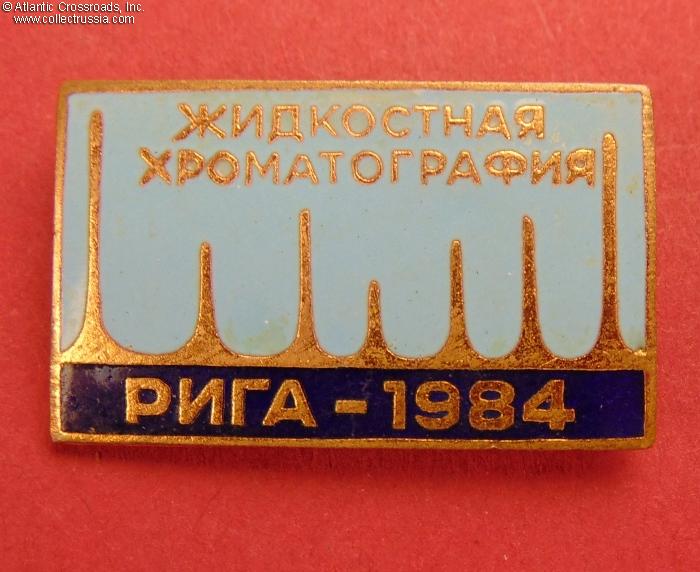 © Atlantic Crossroads, Inc.
www.collectrussia.com
ЖИДКОСТНАЯ
ХРОМАТОГРАФИЯ
РИГА - 1984